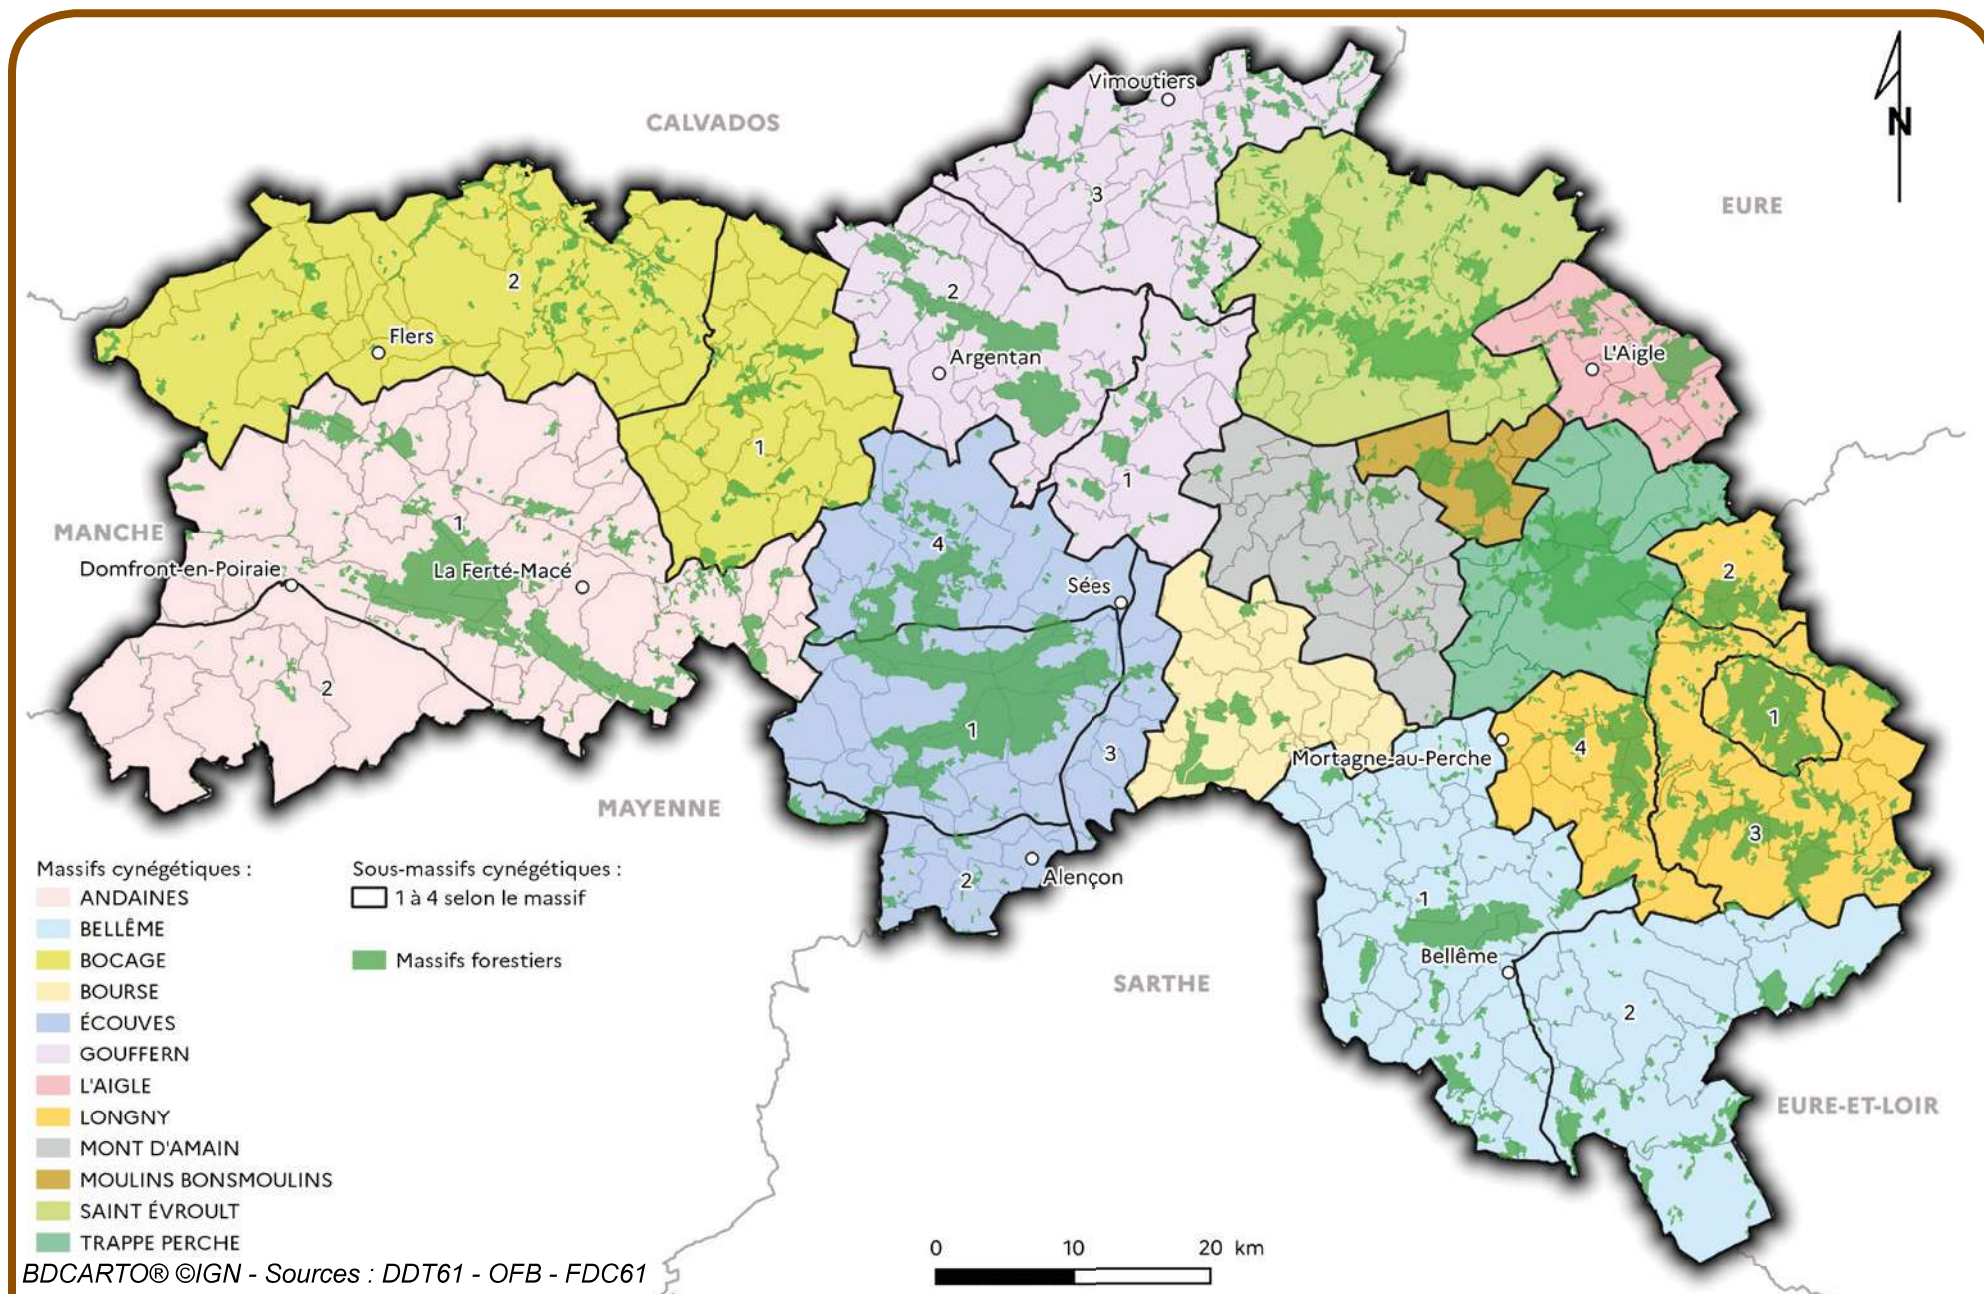 Vimoutiers
CALVADOS
N
EURE
3
2
2
Flers
Argentan
L'Aigle
1
1
1
MANCHE
4
Domfront-en-Poiraie
La Ferté-Macé
Sées
2
2
1
1
3
4
Mortagne-au-Perche
MAYENNE
3
2
Alençon
1
Bellême
SARTHE
2
EURE-ET-LOIR
Massifs cynégétiques :
ANDAINES
BELLÊME
BOCAGE
BOURSE
ÉCOUVES
GOUFFERN
L'AIGLE
LONGNY
MONT D'AMAIN
MOULINS BONSMOULINS
SAINT ÉVROULT
TRAPPE PERCHE
Sous-massifs cynégétiques :
1 à 4 selon le massif
Massifs forestiers
0 10 20 km
BDCARTO® ©IGN - Sources : DDT61 - OFB - FDC61